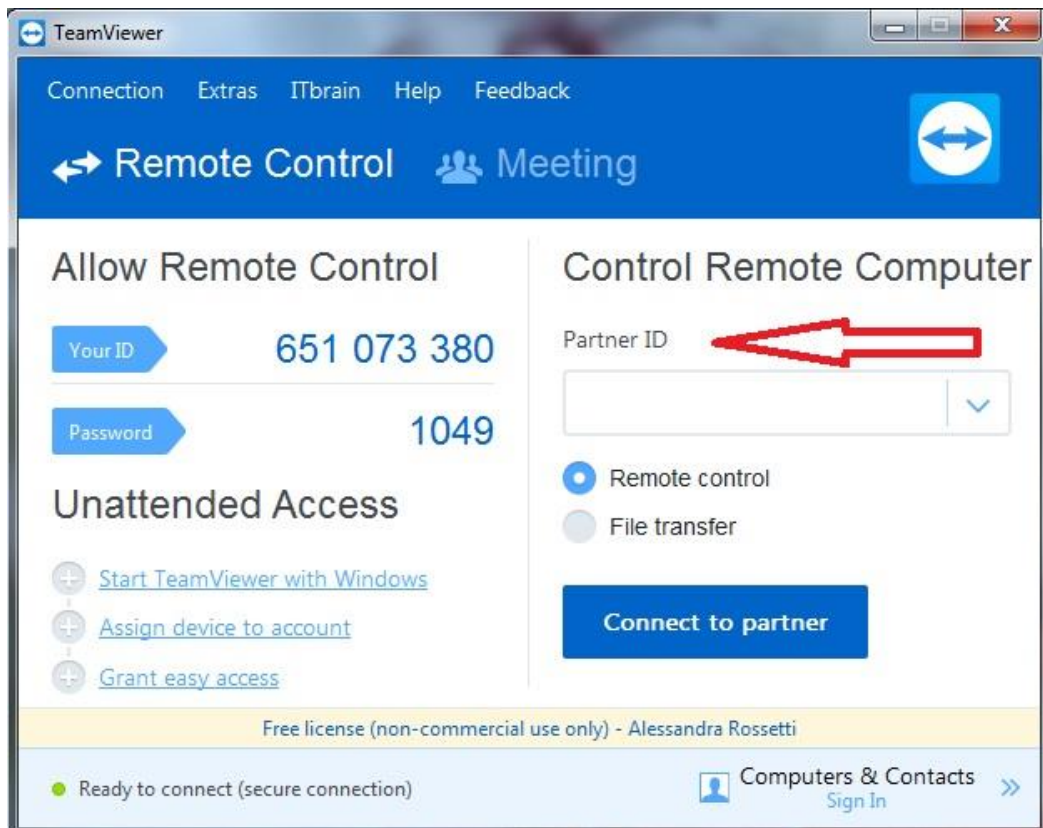 TeamViewer
Connection Extras ITbrain Help Feedback
Remote Control Meeting
Allow Remote Control
Your ID 651 073 380
Password 1049
Unattended Access
Start TeamViewer with Windows
Assign device to account
Grant easy access
Control Remote Computer
Partner ID
Remote control
File transfer
Connect to partner
Free license (non-commercial use only) - Alessandra Rossetti
Ready to connect (secure connection)
Computers & Contacts
Sign In